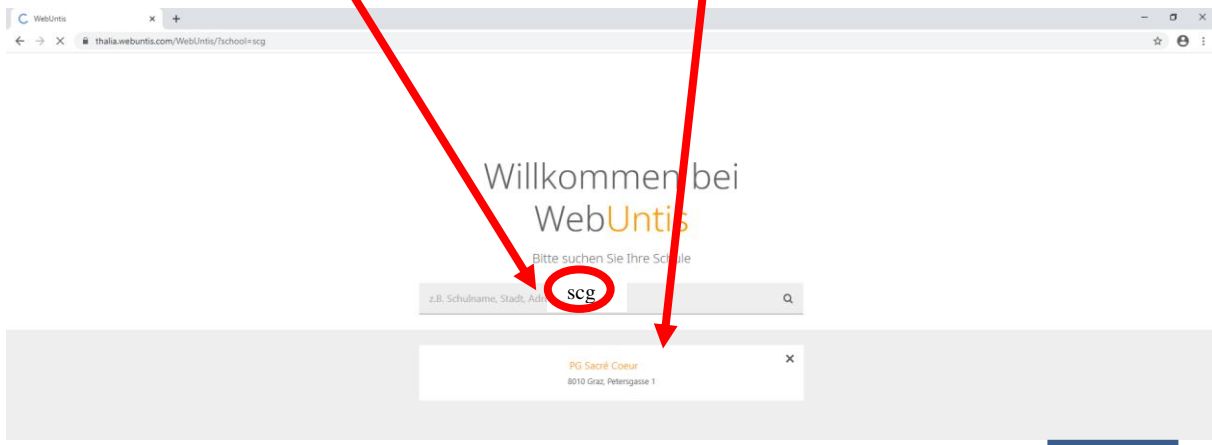 WebUntis
thalia.webuntis.com/WebUntis/?school=scg
Willkommen bei
WebUntis
Bitte suchen Sie Ihre Schule
z.B. Schulname, Stadt, Adr scg
PG Sacré Coeur
8010 Graz, Petersgasse 1